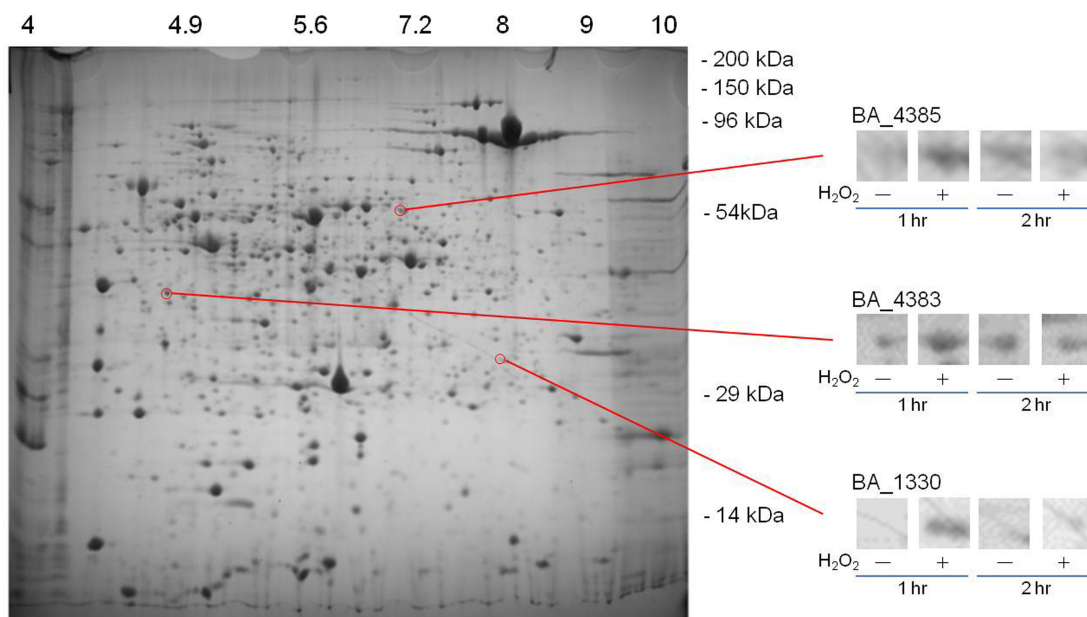 4 4.9 5.6 7.2 8 9 10
- 200 kDa
- 150 kDa
- 96 kDa
- 54kDa
- 29 kDa
- 14 kDa
BA_4385
H₂O₂ — + — +
1 hr 2 hr
BA_4383
H₂O₂ — + — +
1 hr 2 hr
BA_1330
H₂O₂ — + — +
1 hr 2 hr